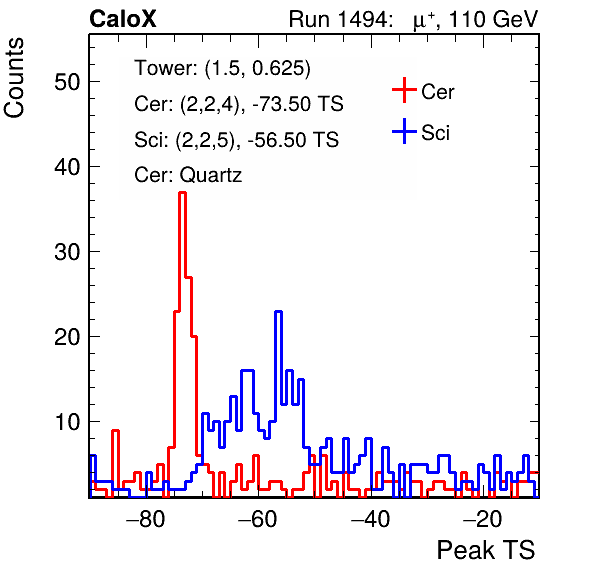 CaloX Run 1494: μ⁺, 110 GeV
Counts
Tower: (1.5, 0.625)
Cer: (2,2,4), -73.50 TS
Sci: (2,2,5), -56.50 TS
Cer: Quartz
Cer
Sci
50
40
30
20
10
−80 −60 −40 −20
Peak TS